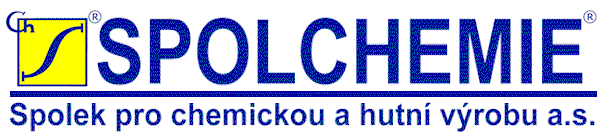 Ch ® SPOLCHEMIE ®
Spolek pro chemickou a hutní výrobu a.s.